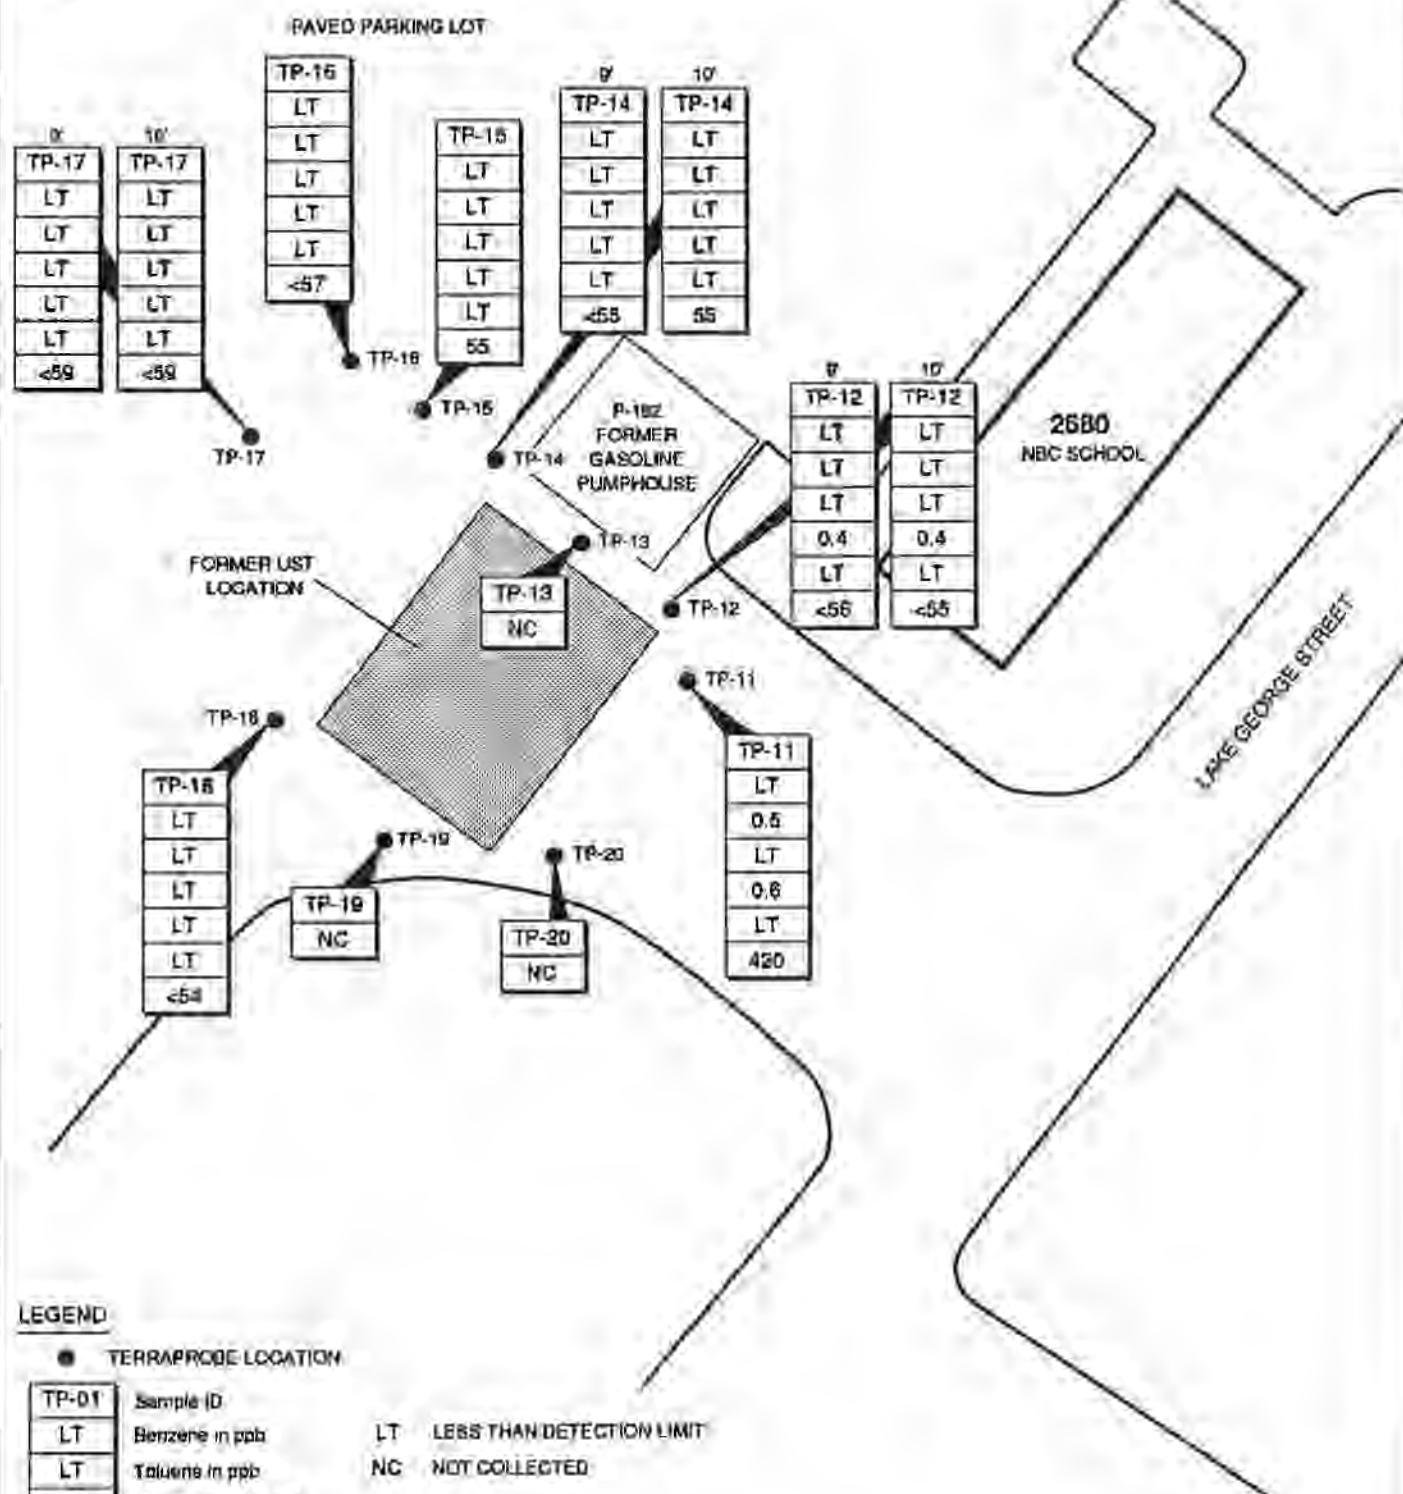 PAVED PARKING LOT
TP-16
LT
LT
LT
LT
LT
<57
TP-16
9'
TP-17
LT
LT
LT
LT
LT
<59
10'
TP-17
LT
LT
LT
LT
LT
<59
TP-17
TP-15
LT
LT
LT
LT
LT
55
TP-15
9'
TP-14
LT
LT
LT
LT
LT
<55
10'
TP-14
LT
LT
LT
LT
LT
55
TP-14
P-182
FORMER
GASOLINE
PUMPHOUSE
9'
TP-12
LT
LT
LT
0.4
LT
<56
10'
TP-12
LT
LT
LT
0.4
LT
<55
TP-12
2680
NBC SCHOOL
FORMER UST
LOCATION
TP-13
TP-13
NC
TP-11
TP-11
LT
0.5
LT
0.6
LT
420
LAKE GEORGE STREET
TP-18
TP-18
LT
LT
LT
LT
LT
<54
TP-19
TP-19
NC
TP-20
TP-20
NC
LEGEND
TERRAPROBE LOCATION
TP-01 Sample ID
LT Benzene in ppb
LT Toluene in ppb
LT LESS THAN DETECTION LIMIT
NC NOT COLLECTED